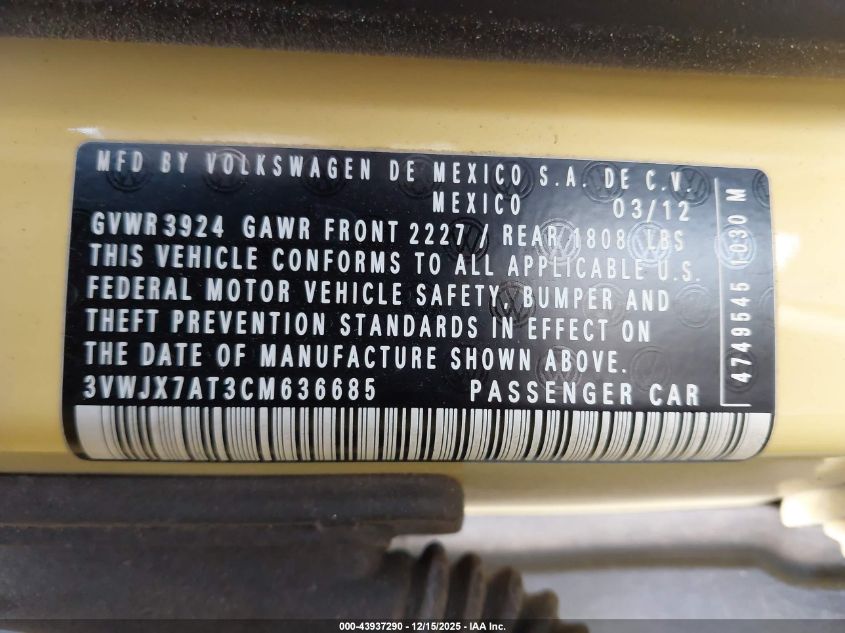 MFD BY VOLKSWAGEN DE MEXICO S.A. DE C.V.
MEXICO 03/12
GVWR 3924 GAWR FRONT 2227 / REAR 1808 LBS
THIS VEHICLE CONFORMS TO ALL APPLICABLE U.S.
FEDERAL MOTOR VEHICLE SAFETY, BUMPER AND
THEFT PREVENTION STANDARDS IN EFFECT ON
THE DATE OF MANUFACTURE SHOWN ABOVE.
3VWJX7AT3CM636685 PASSENGER CAR
4749545 1030 M
000-43937290 - 12/15/2025 - IAA Inc.